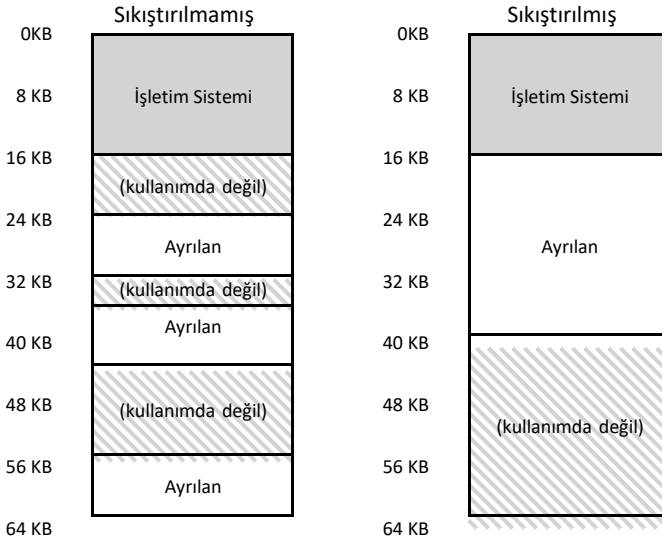 Sıkıştırılmamış
0KB
8 KB
16 KB
24 KB
32 KB
40 KB
48 KB
56 KB
64 KB
İşletim Sistemi
(kullanımda değil)
Ayrılan
(kullanımda değil)
Ayrılan
(kullanımda değil)
Ayrılan
Sıkıştırılmış
0KB
8 KB
16 KB
24 KB
32 KB
40 KB
48 KB
56 KB
64 KB
İşletim Sistemi
Ayrılan
(kullanımda değil)